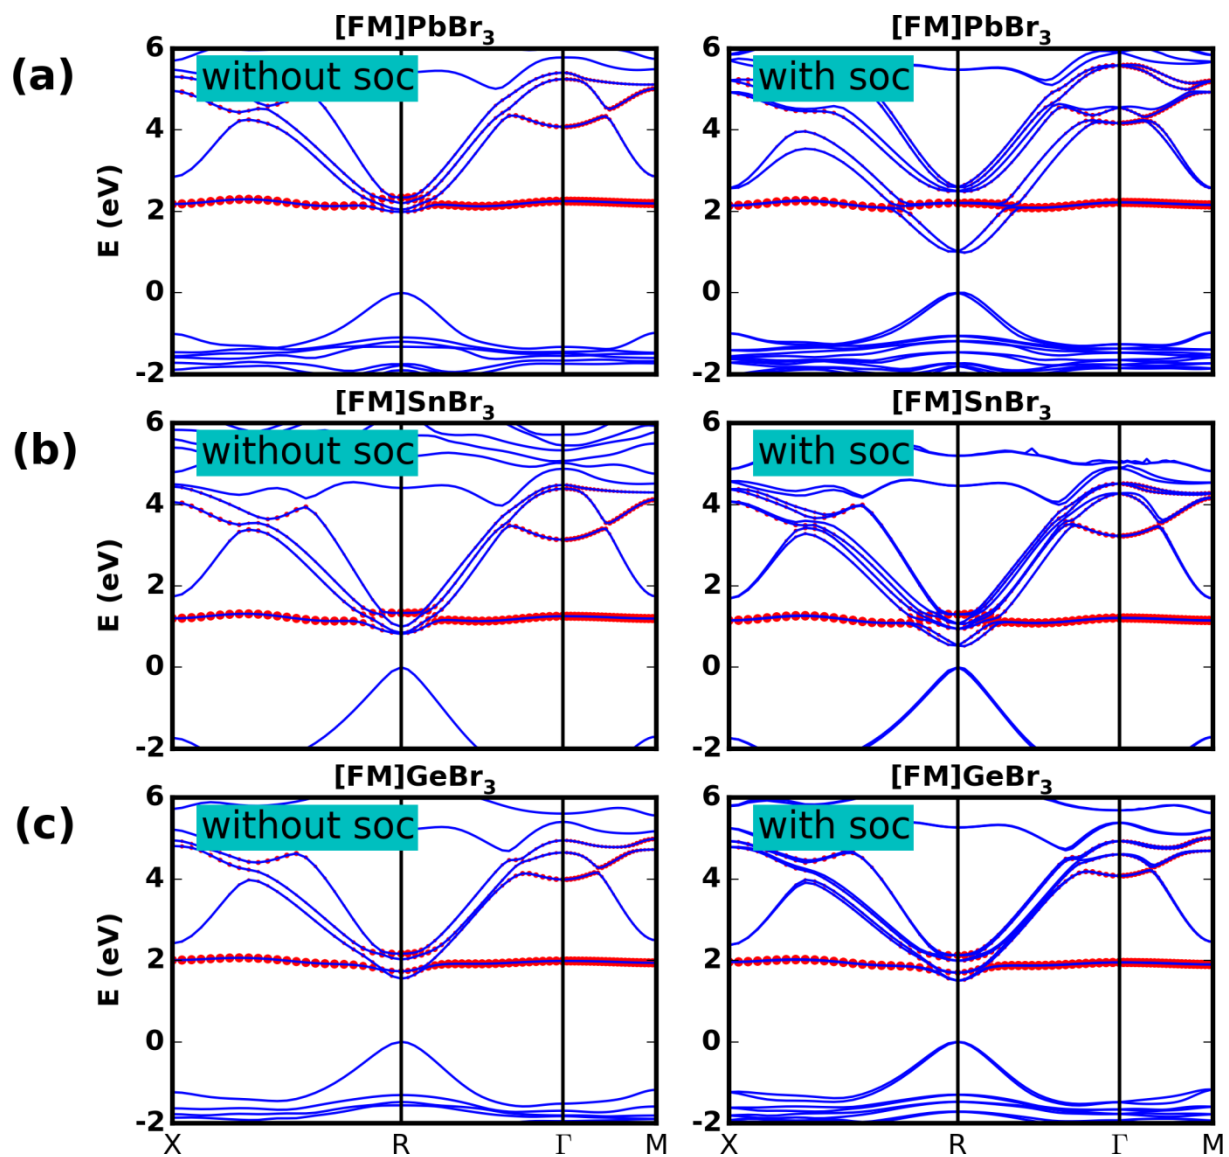 [FM]PbBr3 [FM]PbBr3
(a)
without soc with soc
E (eV)
6
4
2
0
-2
6
4
2
0
-2
[FM]SnBr3 [FM]SnBr3
(b)
without soc with soc
E (eV)
6
4
2
0
-2
6
4
2
0
-2
[FM]GeBr3 [FM]GeBr3
(c)
without soc with soc
E (eV)
6
4
2
0
-2
6
4
2
0
-2
X R Γ M X R Γ M